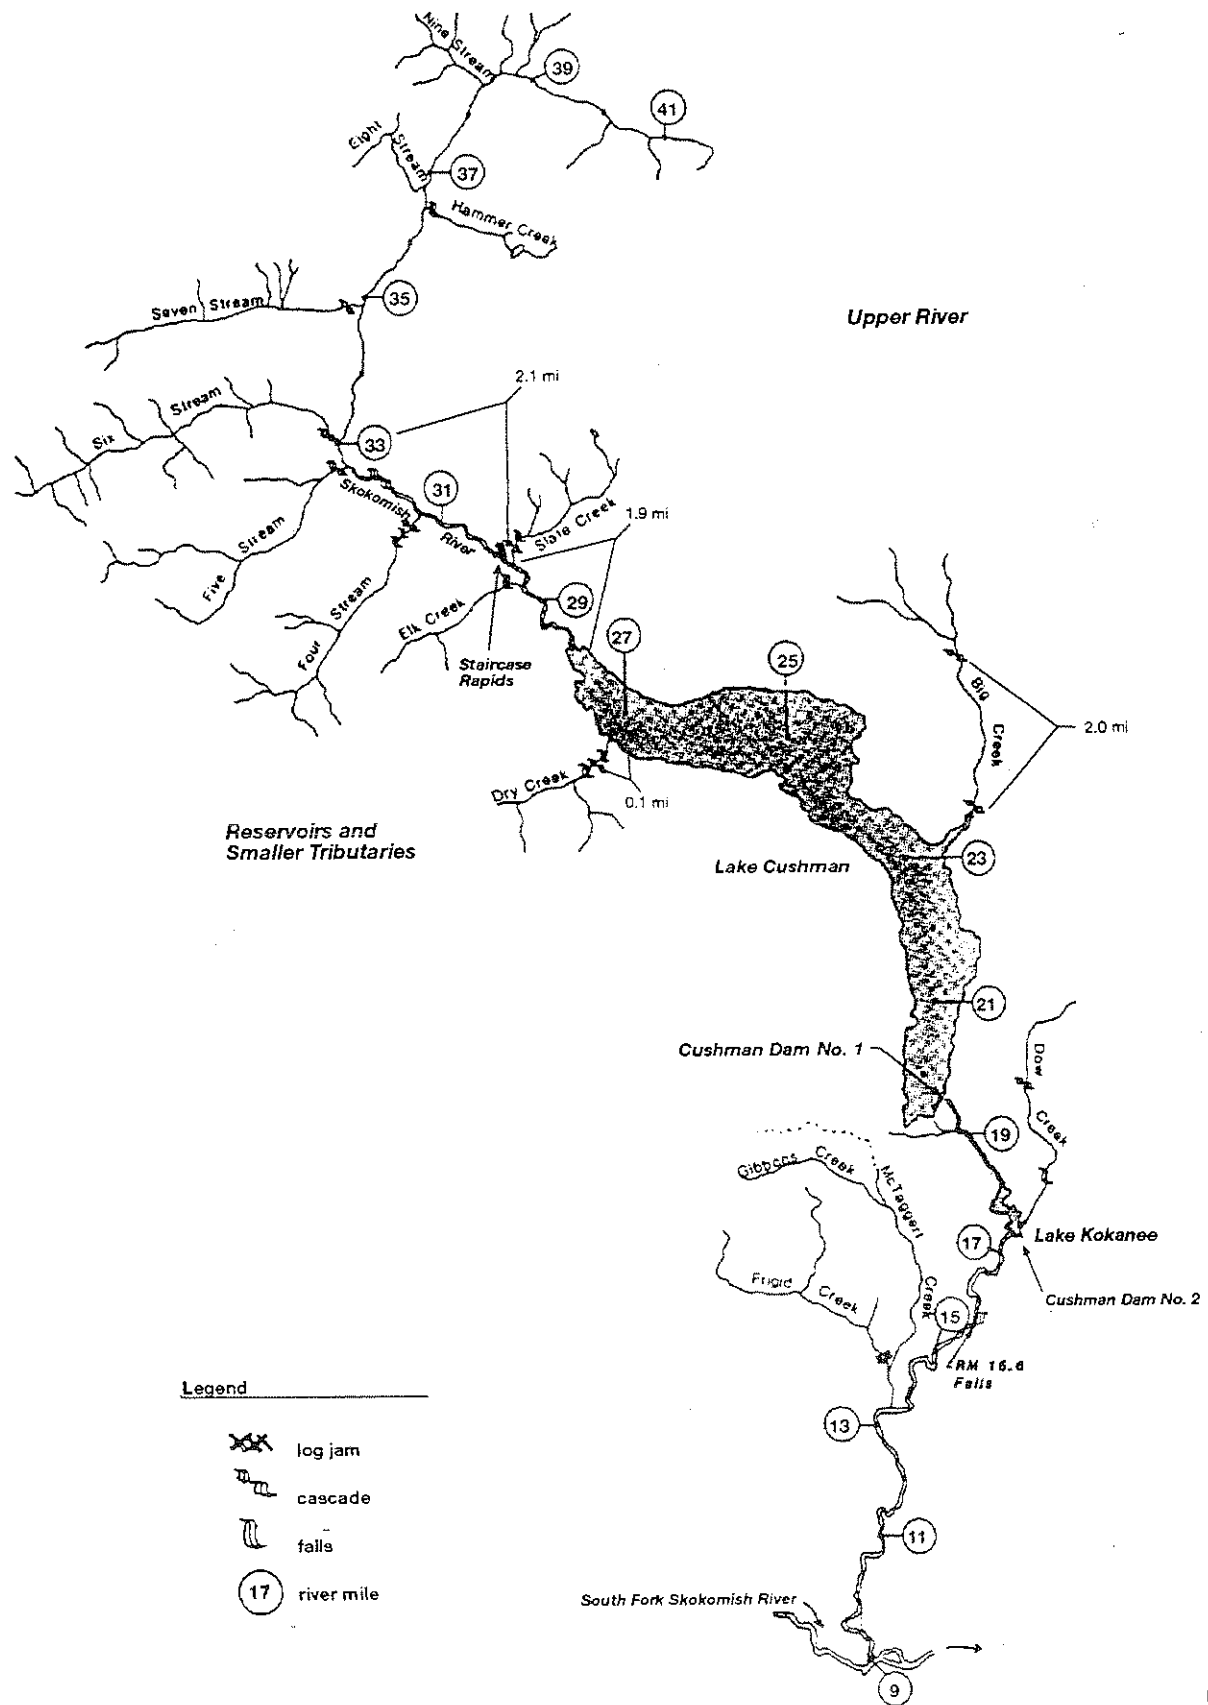 Nine Stream
39
41
Eight Stream
37
Hammer Creek
Seven Stream
35
Upper River
2.1 mi
Six Stream
33
31
Skokomish River
Slate Creek
1.9 mi
Five Stream
Four Stream
Elk Creek
29
Staircase
Rapids
27
25
Big Creek
2.0 mi
Dry Creek
0.1 mi
Reservoirs and
Smaller Tributaries
Lake Cushman
23
21
Cushman Dam No. 1
Dow Creek
19
Gibbons Creek
McTaggert Creek
17
Lake Kokanee
Frigid Creek
15
Cushman Dam No. 2
RM 15.6
Falls
Legend
13
log jam
cascade
11
falls
17 river mile
South Fork Skokomish River
9